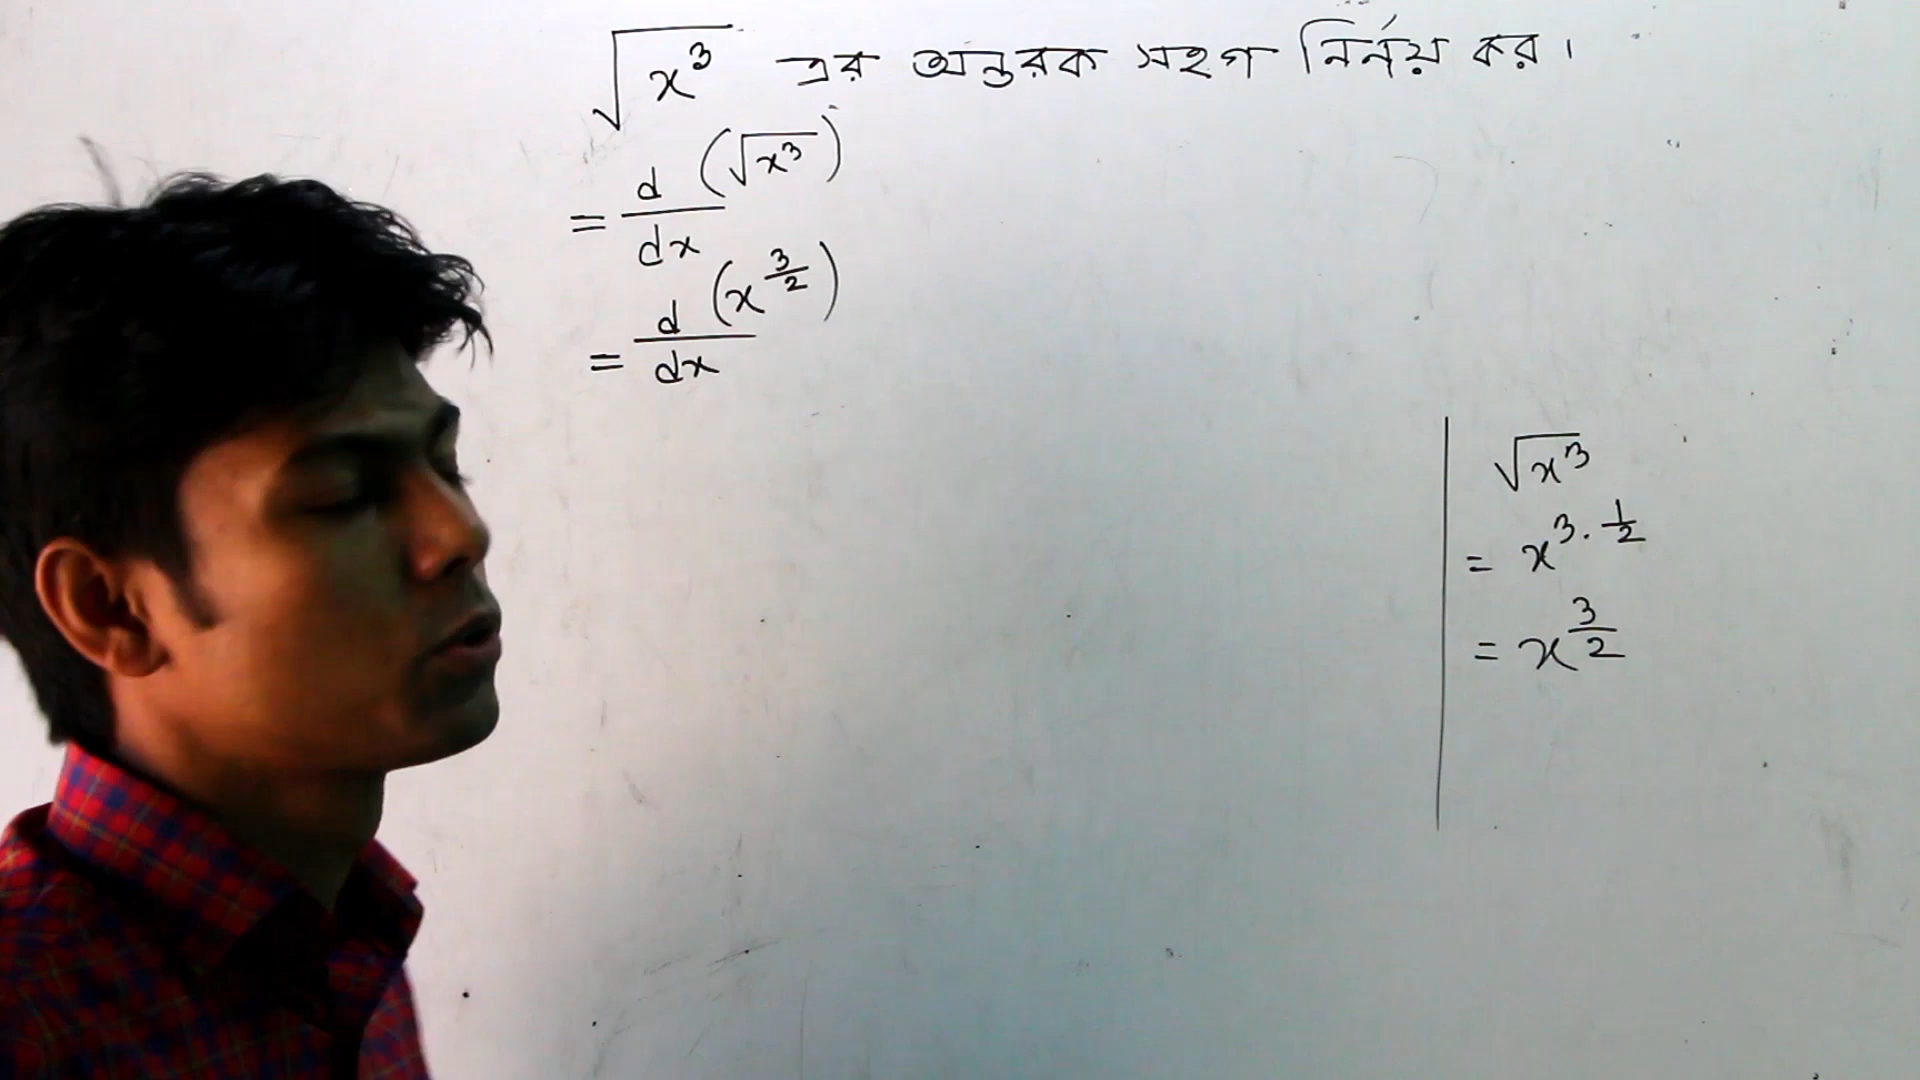 √x³ এর অন্তরক সহগ নির্ণয় কর।
= d/dx (√x³)
= d/dx (x^(3/2))
√x³
= x^(3·1/2)
= x^(3/2)